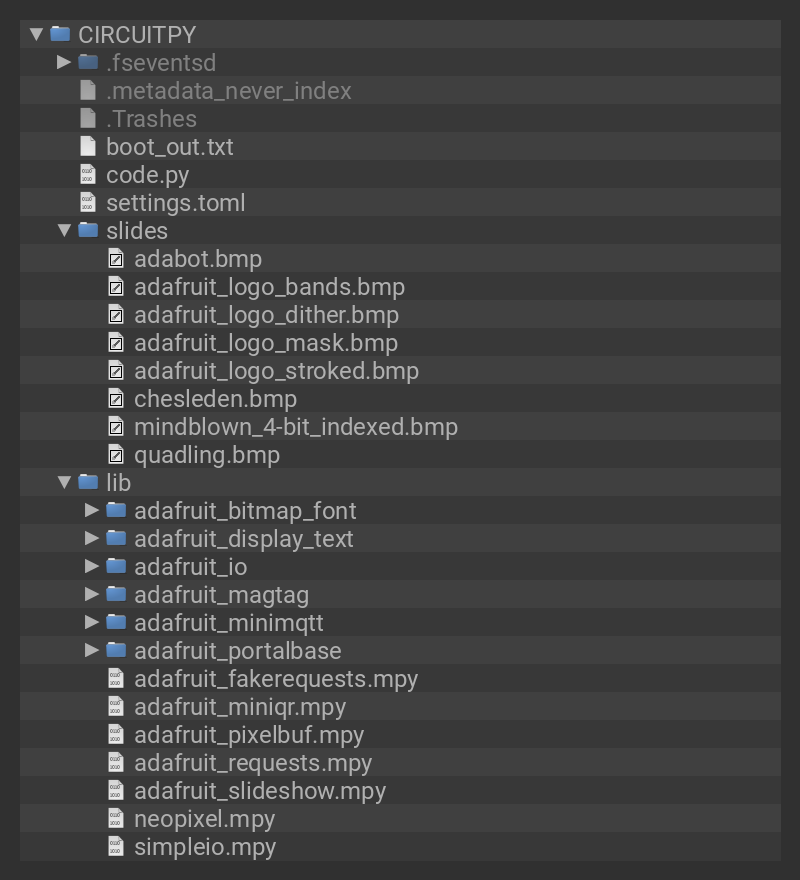 CIRCUITPY
.fseventsd
.metadata_never_index
.Trashes
boot_out.txt
code.py
settings.toml
slides
adabot.bmp
adafruit_logo_bands.bmp
adafruit_logo_dither.bmp
adafruit_logo_mask.bmp
adafruit_logo_stroked.bmp
chesleden.bmp
mindblown_4-bit_indexed.bmp
quadling.bmp
lib
adafruit_bitmap_font
adafruit_display_text
adafruit_io
adafruit_magtag
adafruit_minimqtt
adafruit_portalbase
adafruit_fakerequests.mpy
adafruit_miniqr.mpy
adafruit_pixelbuf.mpy
adafruit_requests.mpy
adafruit_slideshow.mpy
neopixel.mpy
simpleio.mpy